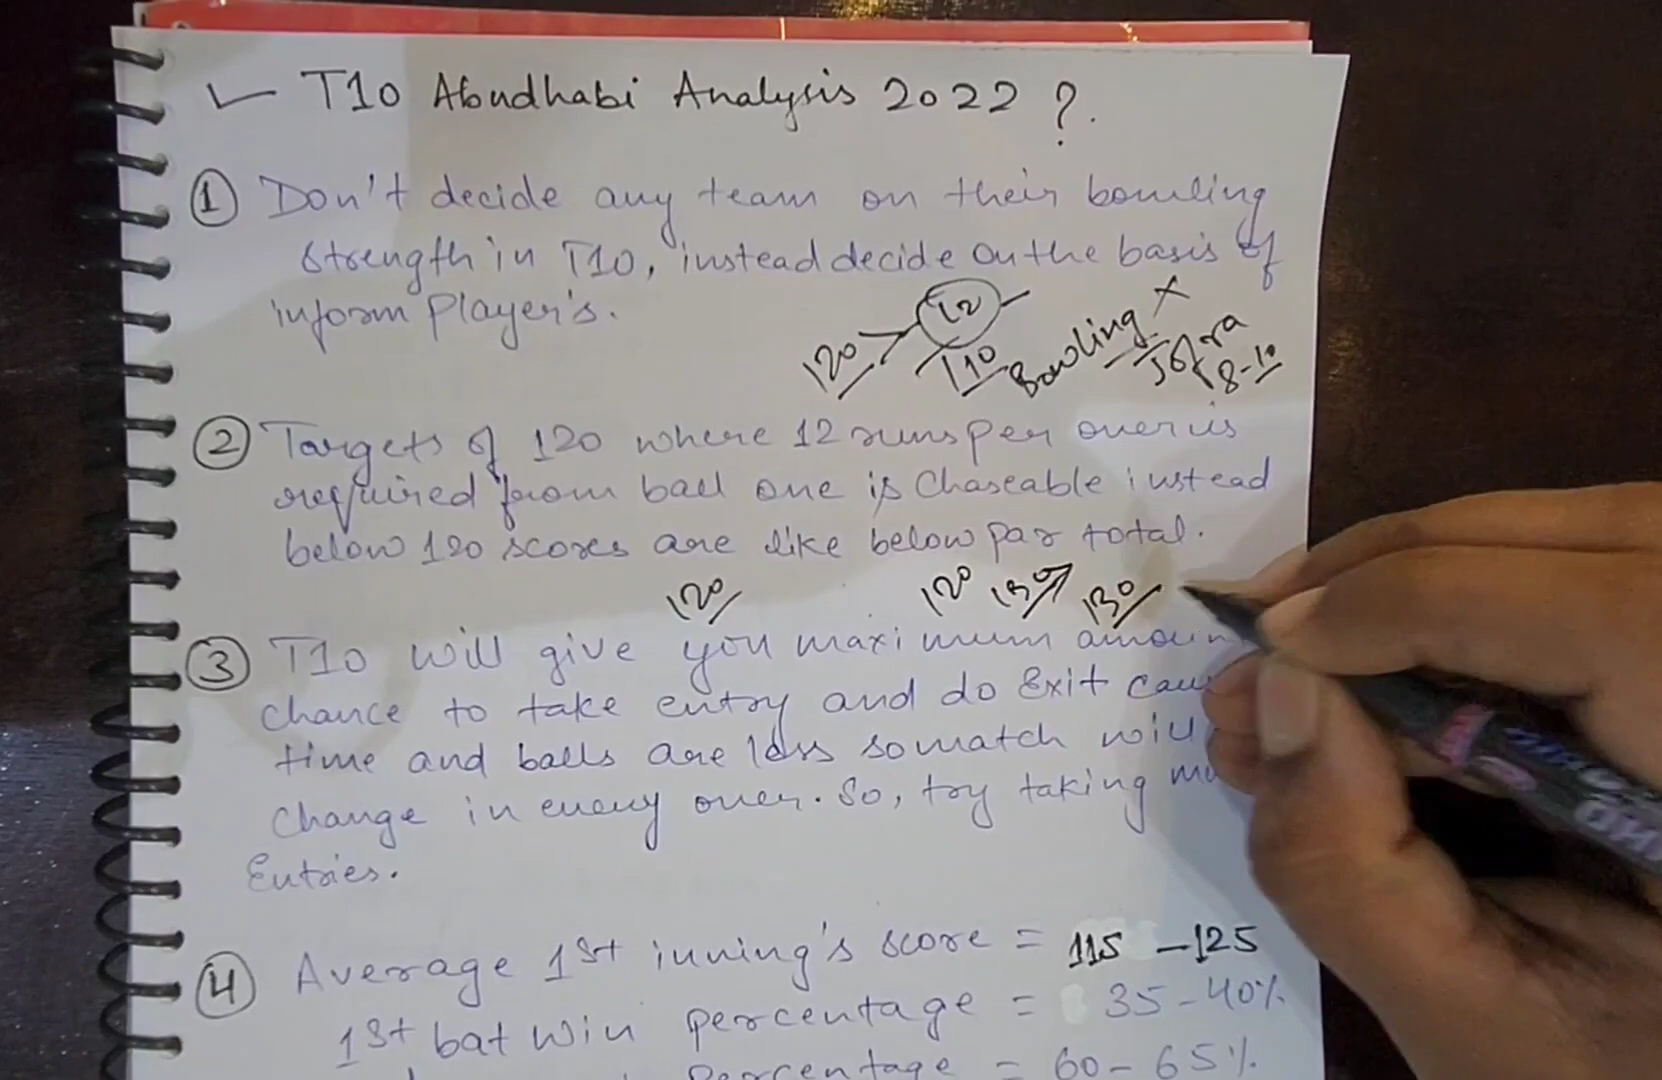 T10 Abudhabi Analysis 2022 ?
① Don't decide any team on their bowling
strength in T10, instead decide on the basis of
inform Player's.
120 12 T10 Bowling X Jofra 8-10
② Targets of 120 where 12 runs per over is
required from ball one is Chaseable instead
below 120 scores are like below par total.
120 120 130 130
③ T10 will give you maximum amoun
chance to take entry and do Exit cau
time and balls are less so match will
change in every over. So, try taking
Entries.
④ Average 1st inning's score = 115 - 125
1st bat win percentage = 35 - 40%
percentage = 60 - 65%